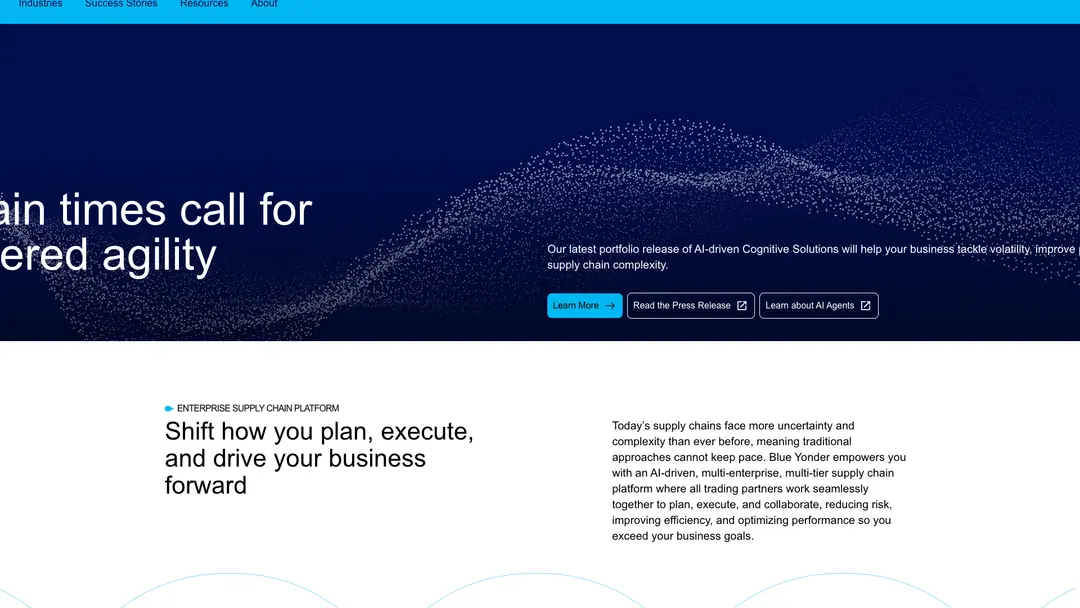 Industries Success Stories Resources About
times call for
agility
Our latest portfolio release of AI-driven Cognitive Solutions will help your business tackle volatility, improve
supply chain complexity.
Learn More
Read the Press Release
Learn about AI Agents
ENTERPRISE SUPPLY CHAIN PLATFORM
Shift how you plan, execute,
and drive your business
forward
Today’s supply chains face more uncertainty and
complexity than ever before, meaning traditional
approaches cannot keep pace. Blue Yonder empowers you
with an AI-driven, multi-enterprise, multi-tier supply chain
platform where all trading partners work seamlessly
together to plan, execute, and collaborate, reducing risk,
improving efficiency, and optimizing performance so you
exceed your business goals.